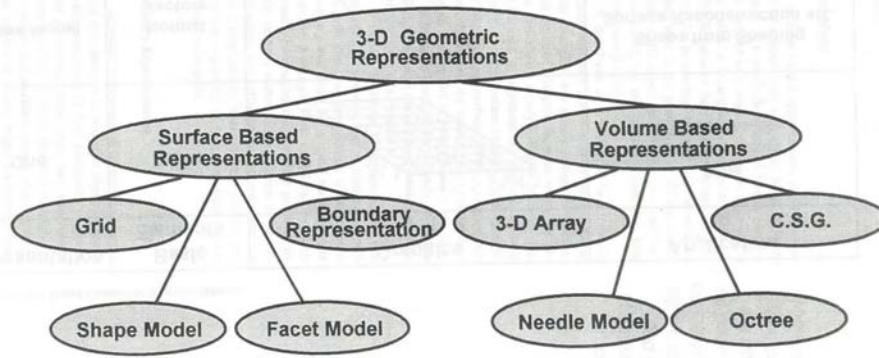 3-D Geometric
Representations
Surface Based
Representations
Volume Based
Representations
Grid
Boundary
Representation
3-D Array
C.S.G.
Shape Model
Facet Model
Needle Model
Octree